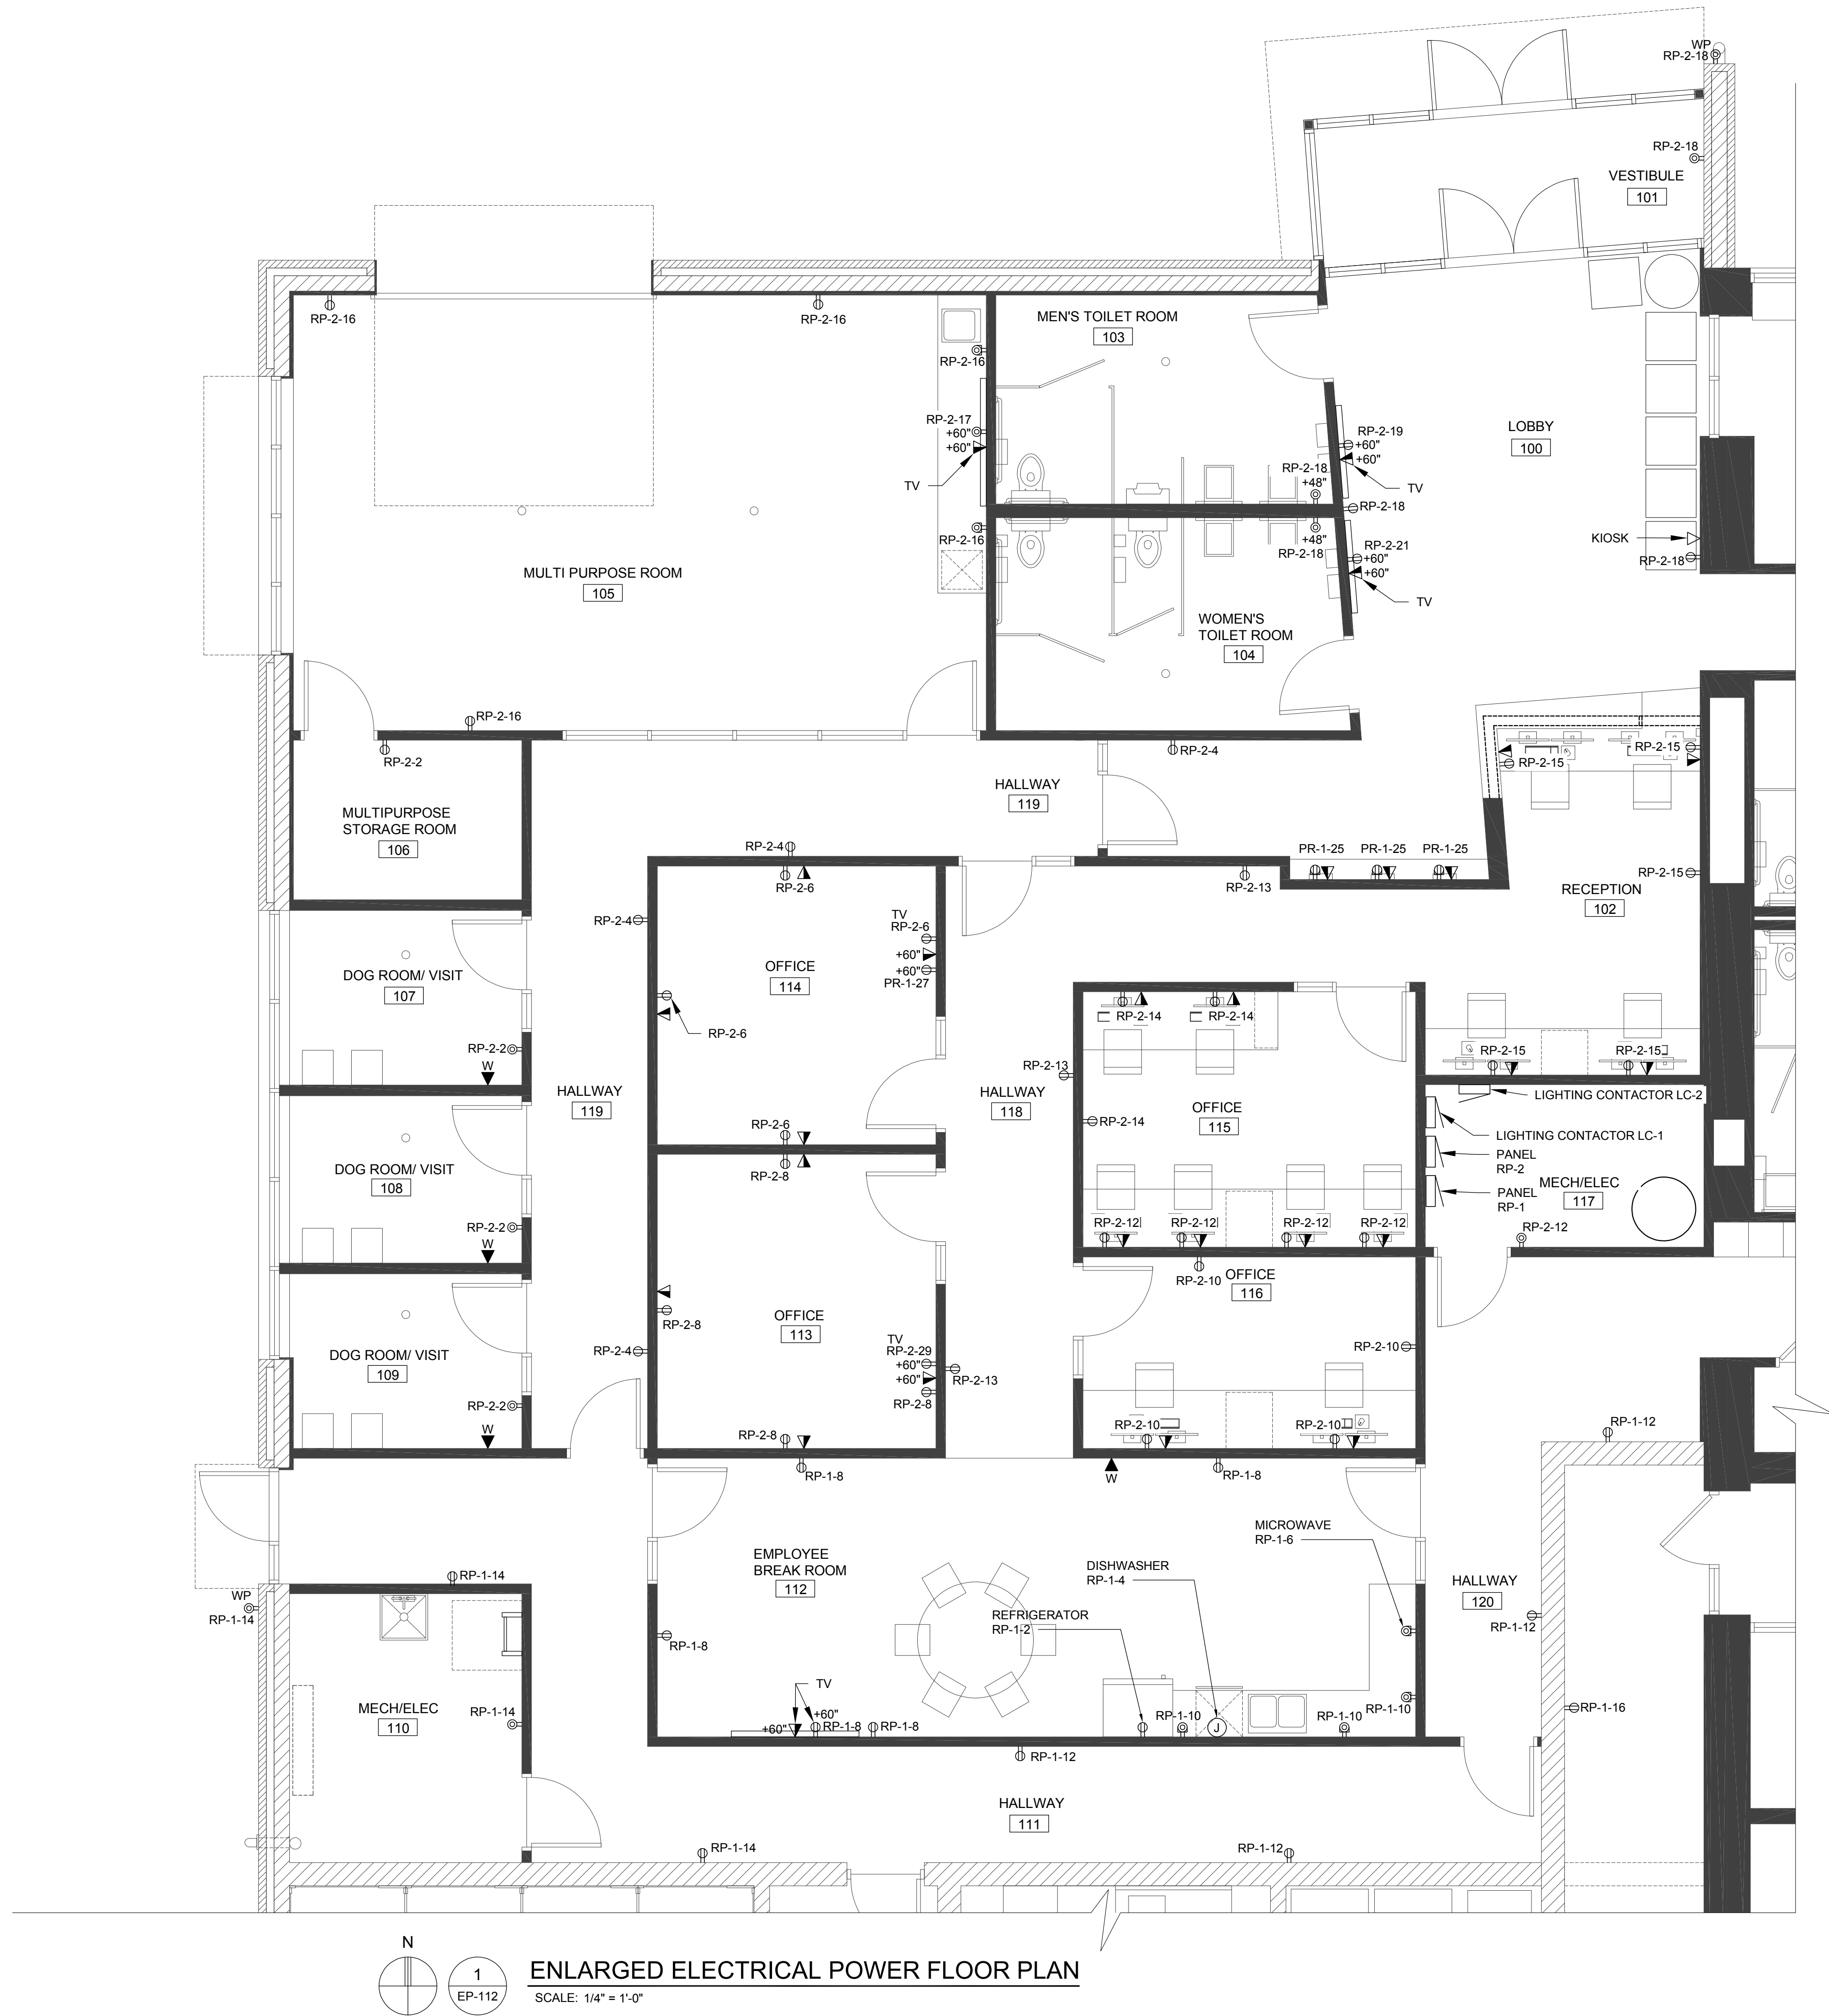 WP
RP-2-18
RP-2-18
VESTIBULE
101
RP-2-16
RP-2-16
MEN'S TOILET ROOM
103
RP-2-16
RP-2-17
+60"
+60"
TV
RP-2-19
+60"
+60"
TV
LOBBY
100
RP-2-18
+48"
RP-2-18
RP-2-16
+48"
RP-2-18
RP-2-21
+60"
+60"
TV
KIOSK
RP-2-18
MULTI PURPOSE ROOM
105
WOMEN'S
TOILET ROOM
104
RP-2-16
RP-2-2
RP-2-4
RP-2-15
RP-2-15
HALLWAY
119
MULTIPURPOSE
STORAGE ROOM
106
RP-2-4
RP-2-6
PR-1-25
PR-1-25
PR-1-25
RP-2-13
RP-2-15
RECEPTION
102
RP-2-4
TV
RP-2-6
+60"
+60"
PR-1-27
OFFICE
114
DOG ROOM/ VISIT
107
RP-2-6
RP-2-14
RP-2-14
RP-2-2
W
RP-2-15
RP-2-15
RP-2-13
HALLWAY
119
HALLWAY
118
OFFICE
115
RP-2-14
LIGHTING CONTACTOR LC-2
LIGHTING CONTACTOR LC-1
PANEL
RP-2
RP-2-6
RP-2-8
DOG ROOM/ VISIT
108
MECH/ELEC
117
PANEL
RP-1
RP-2-2
W
RP-2-12
RP-2-12
RP-2-12
RP-2-12
RP-2-12
RP-2-10
OFFICE
116
OFFICE
113
RP-2-8
DOG ROOM/ VISIT
109
RP-2-4
TV
RP-2-29
+60"
+60"
RP-2-8
RP-2-13
RP-2-10
RP-2-2
W
RP-2-8
RP-2-10
RP-2-10
RP-1-12
RP-1-8
W
RP-1-8
MICROWAVE
RP-1-6
EMPLOYEE
BREAK ROOM
112
DISHWASHER
RP-1-4
RP-1-14
WP
RP-1-14
REFRIGERATOR
RP-1-2
HALLWAY
120
RP-1-12
RP-1-8
TV
MECH/ELEC
110
RP-1-14
+60"
+60"
RP-1-8
RP-1-8
RP-1-10
J
RP-1-10
RP-1-10
RP-1-16
RP-1-12
HALLWAY
111
RP-1-14
RP-1-12
N
1
EP-112
ENLARGED ELECTRICAL POWER FLOOR PLAN
SCALE: 1/4" = 1'-0"